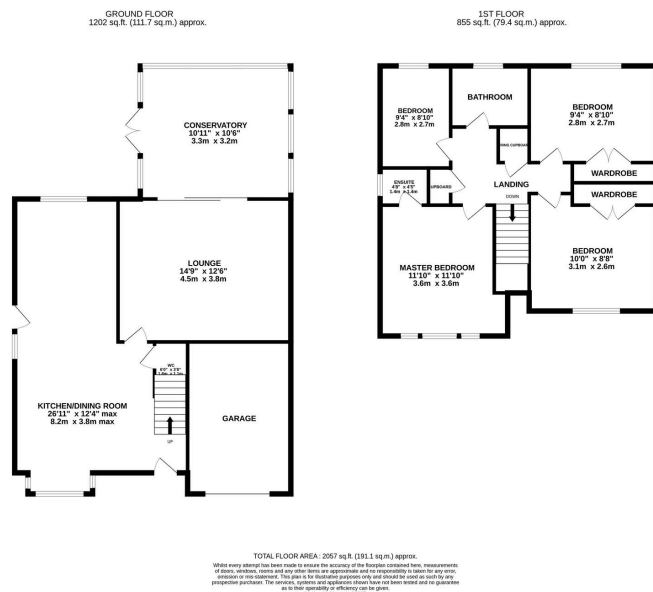 GROUND FLOOR
1202 sq.ft. (111.7 sq.m.) approx.
CONSERVATORY
10'11" x 10'6"
3.3m x 3.2m
LOUNGE
14'9" x 12'6"
4.5m x 3.8m
WC
KITCHEN/DINING ROOM
26'11" x 12'4" max
8.2m x 3.8m max
UP
GARAGE
1ST FLOOR
855 sq.ft. (79.4 sq.m.) approx.
BEDROOM
9'4" x 8'10"
2.8m x 2.7m
BATHROOM
BEDROOM
9'4" x 8'10"
2.8m x 2.7m
WARDROBE
WARDROBE
ENSUITE
4'8" x 4'5"
1.4m x 1.4m
UPBOARD
LANDING
DOWN
MASTER BEDROOM
11'10" x 11'10"
3.6m x 3.6m
BEDROOM
10'0" x 8'8"
3.1m x 2.6m
TOTAL FLOOR AREA : 2057 sq.ft. (191.1 sq.m.) approx.
Whilst every attempt has been made to ensure the accuracy of the floorplan contained here, measurements
of doors, windows, rooms and any other items are approximate and no responsibility is taken for any error,
omission or mis-statement. This plan is for illustrative purposes only and should be used as such by any
prospective purchaser. The services, systems and appliances shown have not been tested and no guarantee
as to their operability or efficiency can be given.